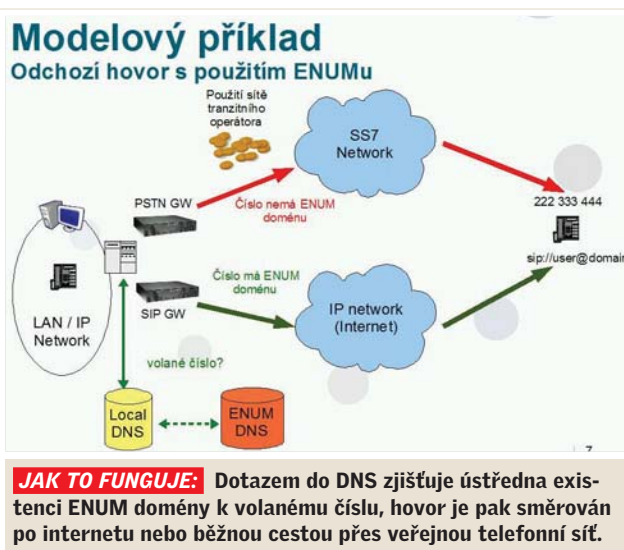 Modelový příklad
Odchozí hovor s použitím ENUMu
Použití sítě
tranzitního
operátora
SS7
Network
PSTN GW
Číslo nemá ENUM
doménu
222 333 444
sip://user@domain
Číslo má ENUM
doménu
SIP GW
IP network
(Internet)
LAN / IP
Network
volané číslo?
Local
DNS
ENUM
DNS
7
JAK TO FUNGUJE: Dotazem do DNS zjišťuje ústředna exis-
tenci ENUM domény k volanému číslu, hovor je pak směrován
po internetu nebo běžnou cestou přes veřejnou telefonní síť.